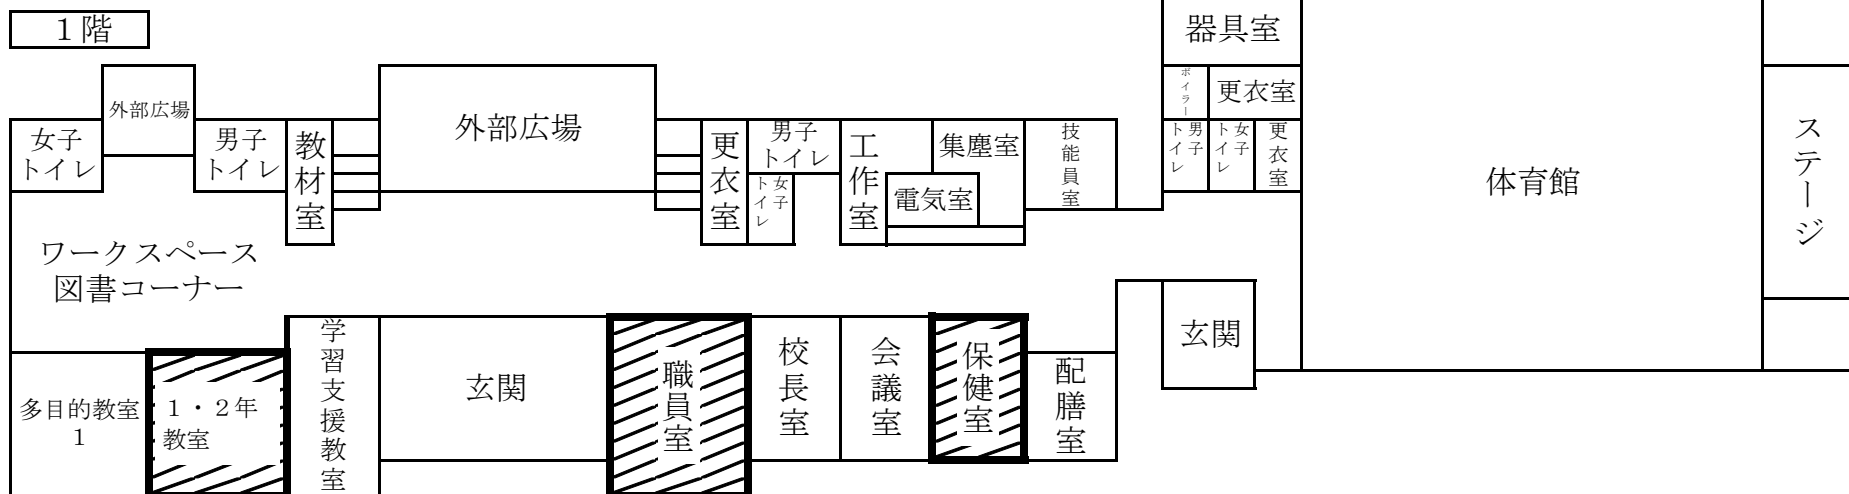 １階
器具室
外部広場
ボイラー
更衣室
女子
トイレ
男子
トイレ
教材室
外部広場
更衣室
男子
トイレ
女子
トイレ
工作室
集塵室
電気室
技能員室
男子
トイレ
女子
トイレ
更衣室
体育館
ステージ
ワークスペース
図書コーナー
多目的教室
１
１・２年
教室
学習支援教室
玄関
職員室
校長室
会議室
保健室
配膳室
玄関